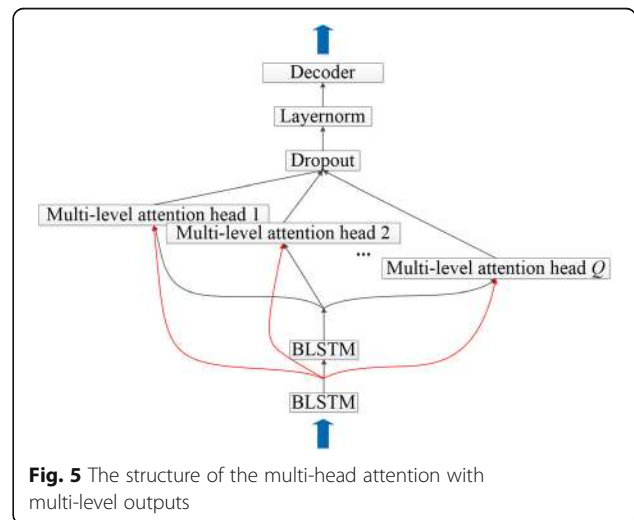 Decoder
Layernorm
Dropout
Multi-level attention head 1
Multi-level attention head 2
...
Multi-level attention head Q
BLSTM
BLSTM
Fig. 5 The structure of the multi-head attention with
multi-level outputs